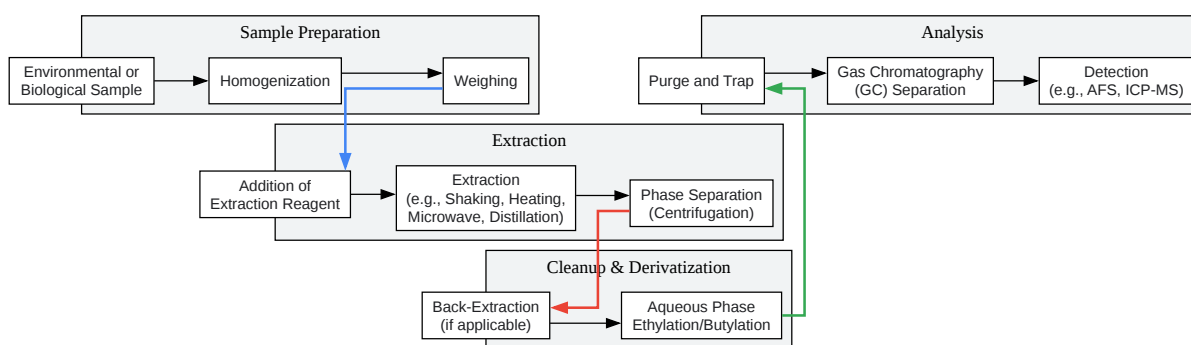 Sample Preparation
Environmental or
Biological Sample
Homogenization
Weighing
Extraction
Addition of
Extraction Reagent
Extraction
(e.g., Shaking, Heating,
Microwave, Distillation)
Phase Separation
(Centrifugation)
Cleanup & Derivatization
Back-Extraction
(if applicable)
Aqueous Phase
Ethylation/Butylation
Analysis
Purge and Trap
Gas Chromatography
(GC) Separation
Detection
(e.g., AFS, ICP-MS)